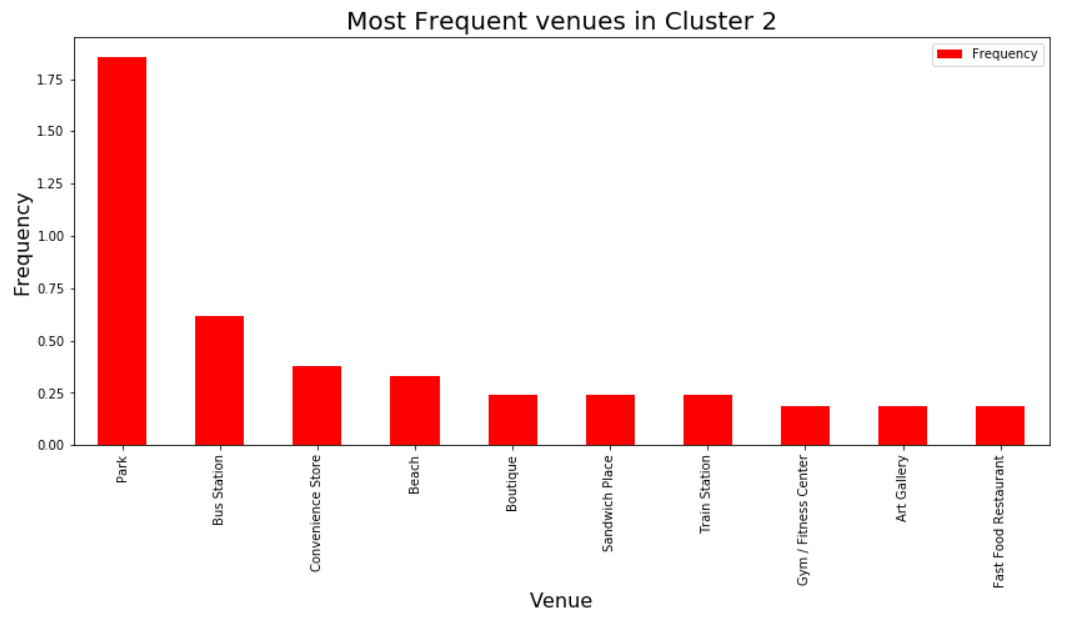 Most Frequent venues in Cluster 2
Frequency
1.75
1.50
1.25
1.00
0.75
0.50
0.25
0.00
Frequency
Park
Bus Station
Convenience Store
Beach
Boutique
Sandwich Place
Train Station
Gym / Fitness Center
Art Gallery
Fast Food Restaurant
Venue